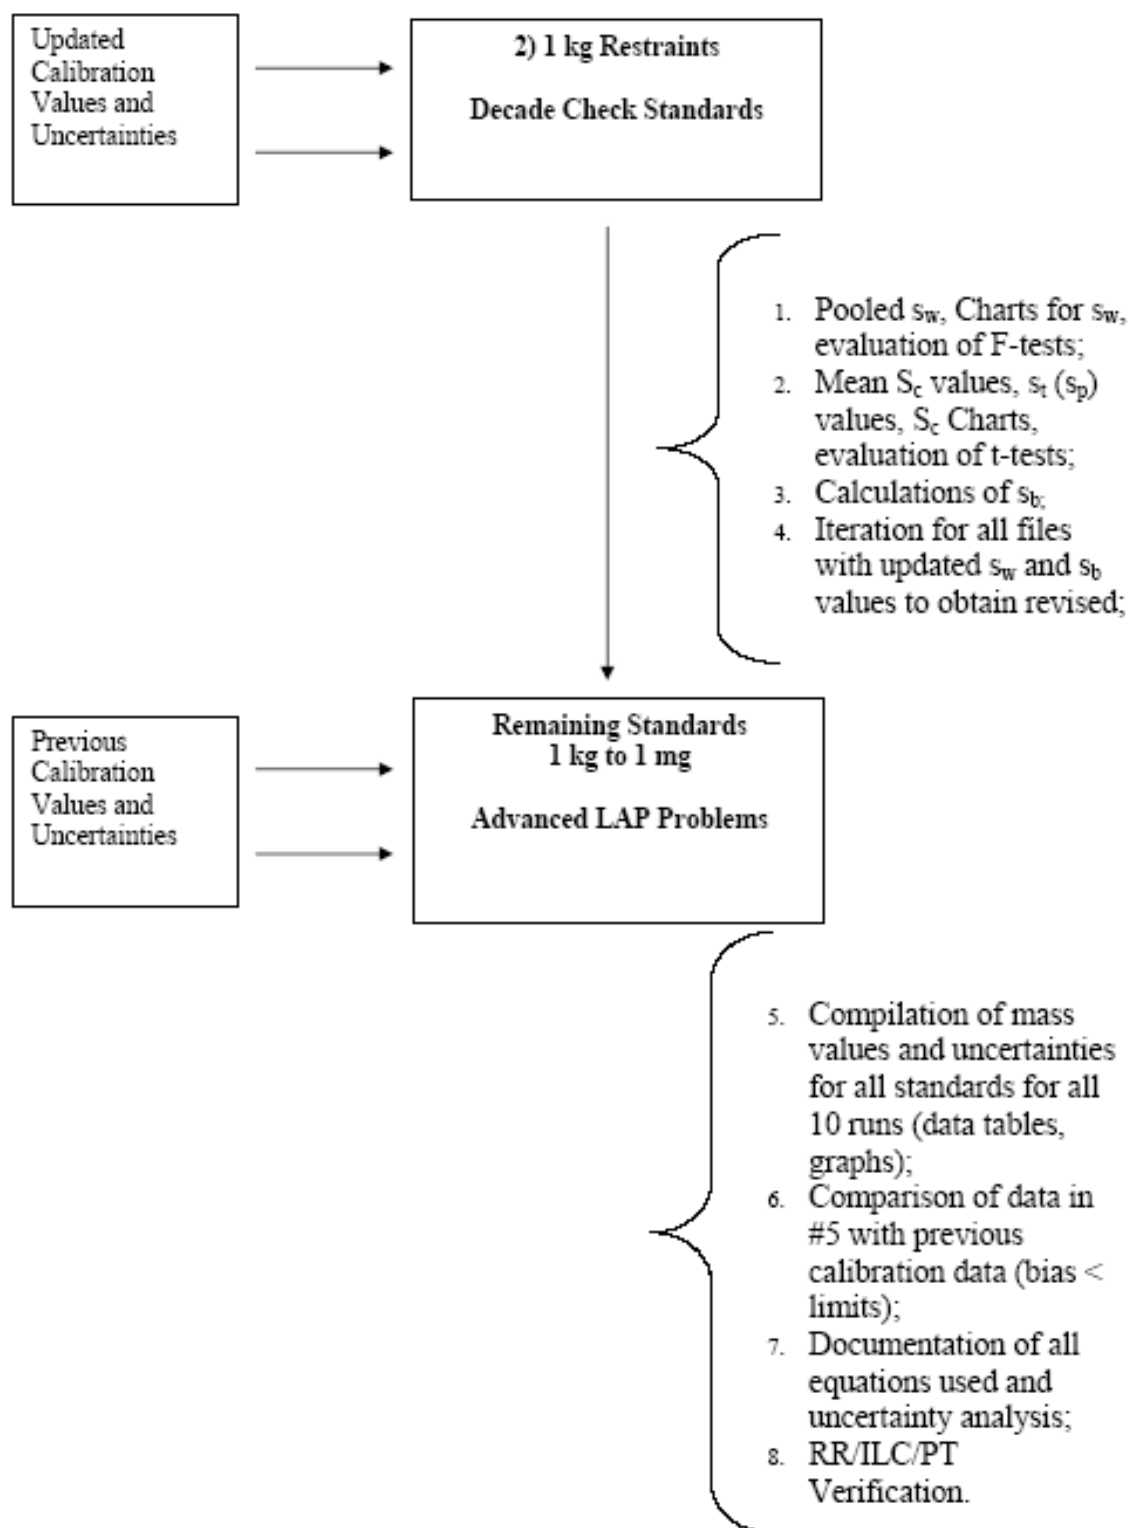 Updated
Calibration
Values and
Uncertainties
2) 1 kg Restraints
Decade Check Standards
1. Pooled sw, Charts for sw,
evaluation of F-tests;
2. Mean Sc values, st (sp)
values, Sc Charts,
evaluation of t-tests;
3. Calculations of sb;
4. Iteration for all files
with updated sw and sb
values to obtain revised;
Previous
Calibration
Values and
Uncertainties
Remaining Standards
1 kg to 1 mg
Advanced LAP Problems
5. Compilation of mass
values and uncertainties
for all standards for all
10 runs (data tables,
graphs);
6. Comparison of data in
#5 with previous
calibration data (bias <
limits);
7. Documentation of all
equations used and
uncertainty analysis;
8. RR/ILC/PT
Verification.